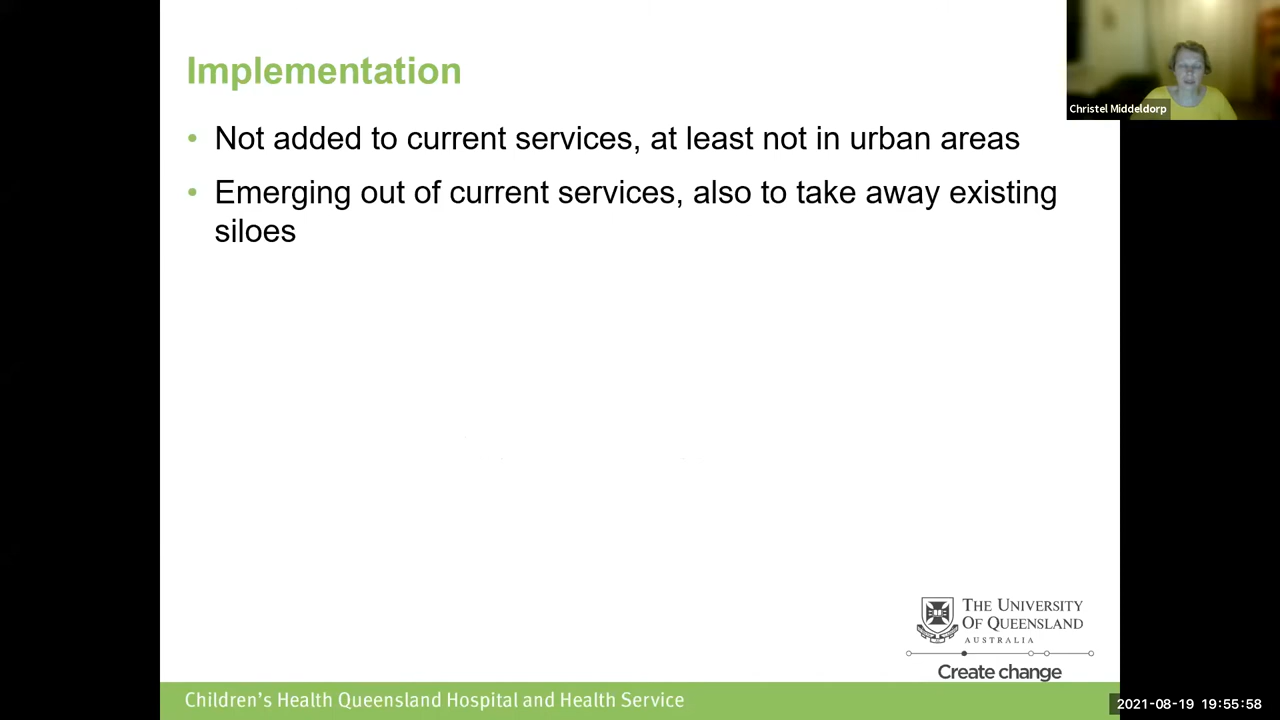 Implementation
Christel Middeldorp
• Not added to current services, at least not in urban areas
• Emerging out of current services, also to take away existing
siloes
THE UNIVERSITY
OF QUEENSLAND
AUSTRALIA
Create change
Children's Health Queensland Hospital and Health Service
2021-08-19 19:55:58